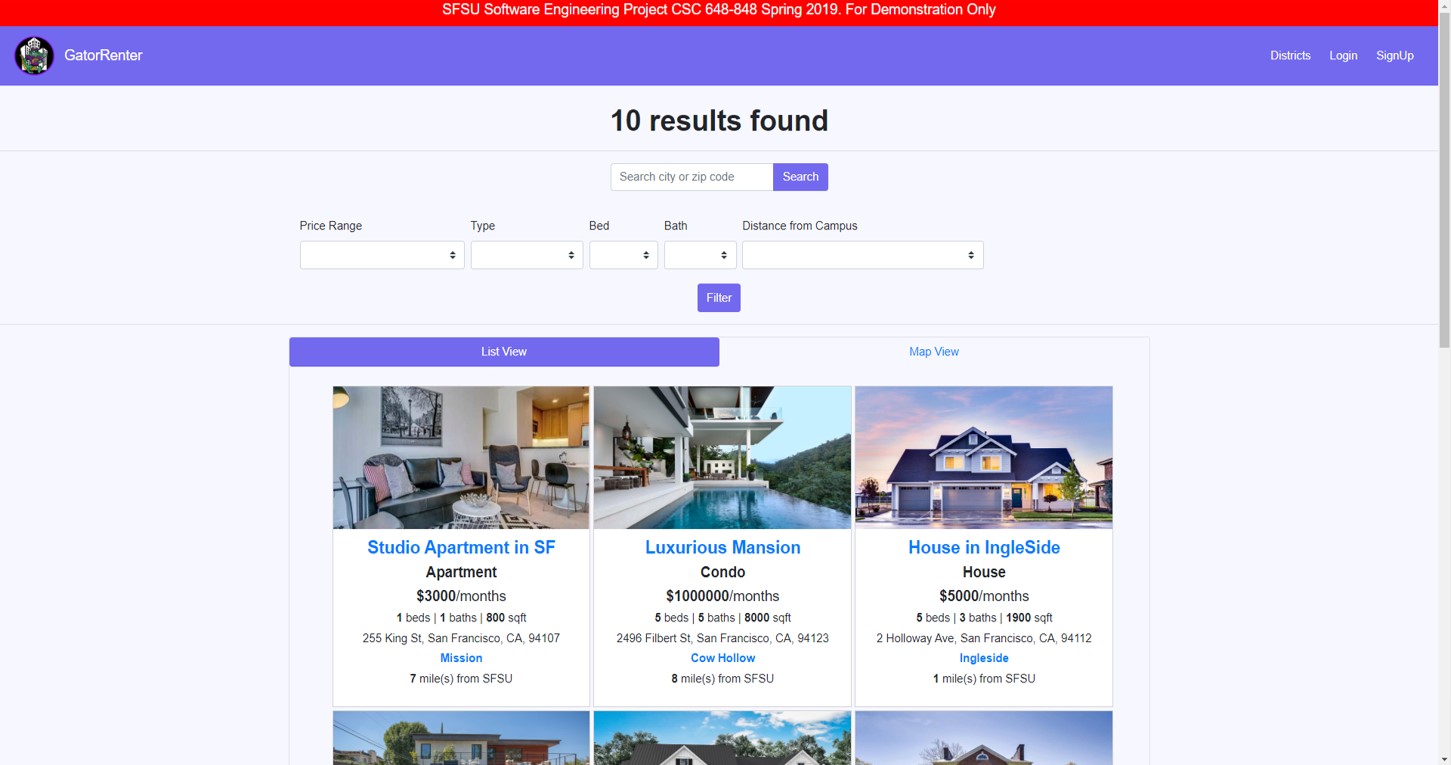 SFSU Software Engineering Project CSC 648-848 Spring 2019. For Demonstration Only
GatorRenter
Districts Login SignUp
10 results found
Search city or zip code Search
Price Range Type Bed Bath Distance from Campus
Filter
List View Map View
Studio Apartment in SF
Apartment
$3000/months
1 beds | 1 baths | 800 sqft
255 King St, San Francisco, CA, 94107
Mission
7 mile(s) from SFSU
Luxurious Mansion
Condo
$1000000/months
5 beds | 5 baths | 8000 sqft
2496 Filbert St, San Francisco, CA, 94123
Cow Hollow
8 mile(s) from SFSU
House in IngleSide
House
$5000/months
5 beds | 3 baths | 1900 sqft
2 Holloway Ave, San Francisco, CA, 94112
Ingleside
1 mile(s) from SFSU